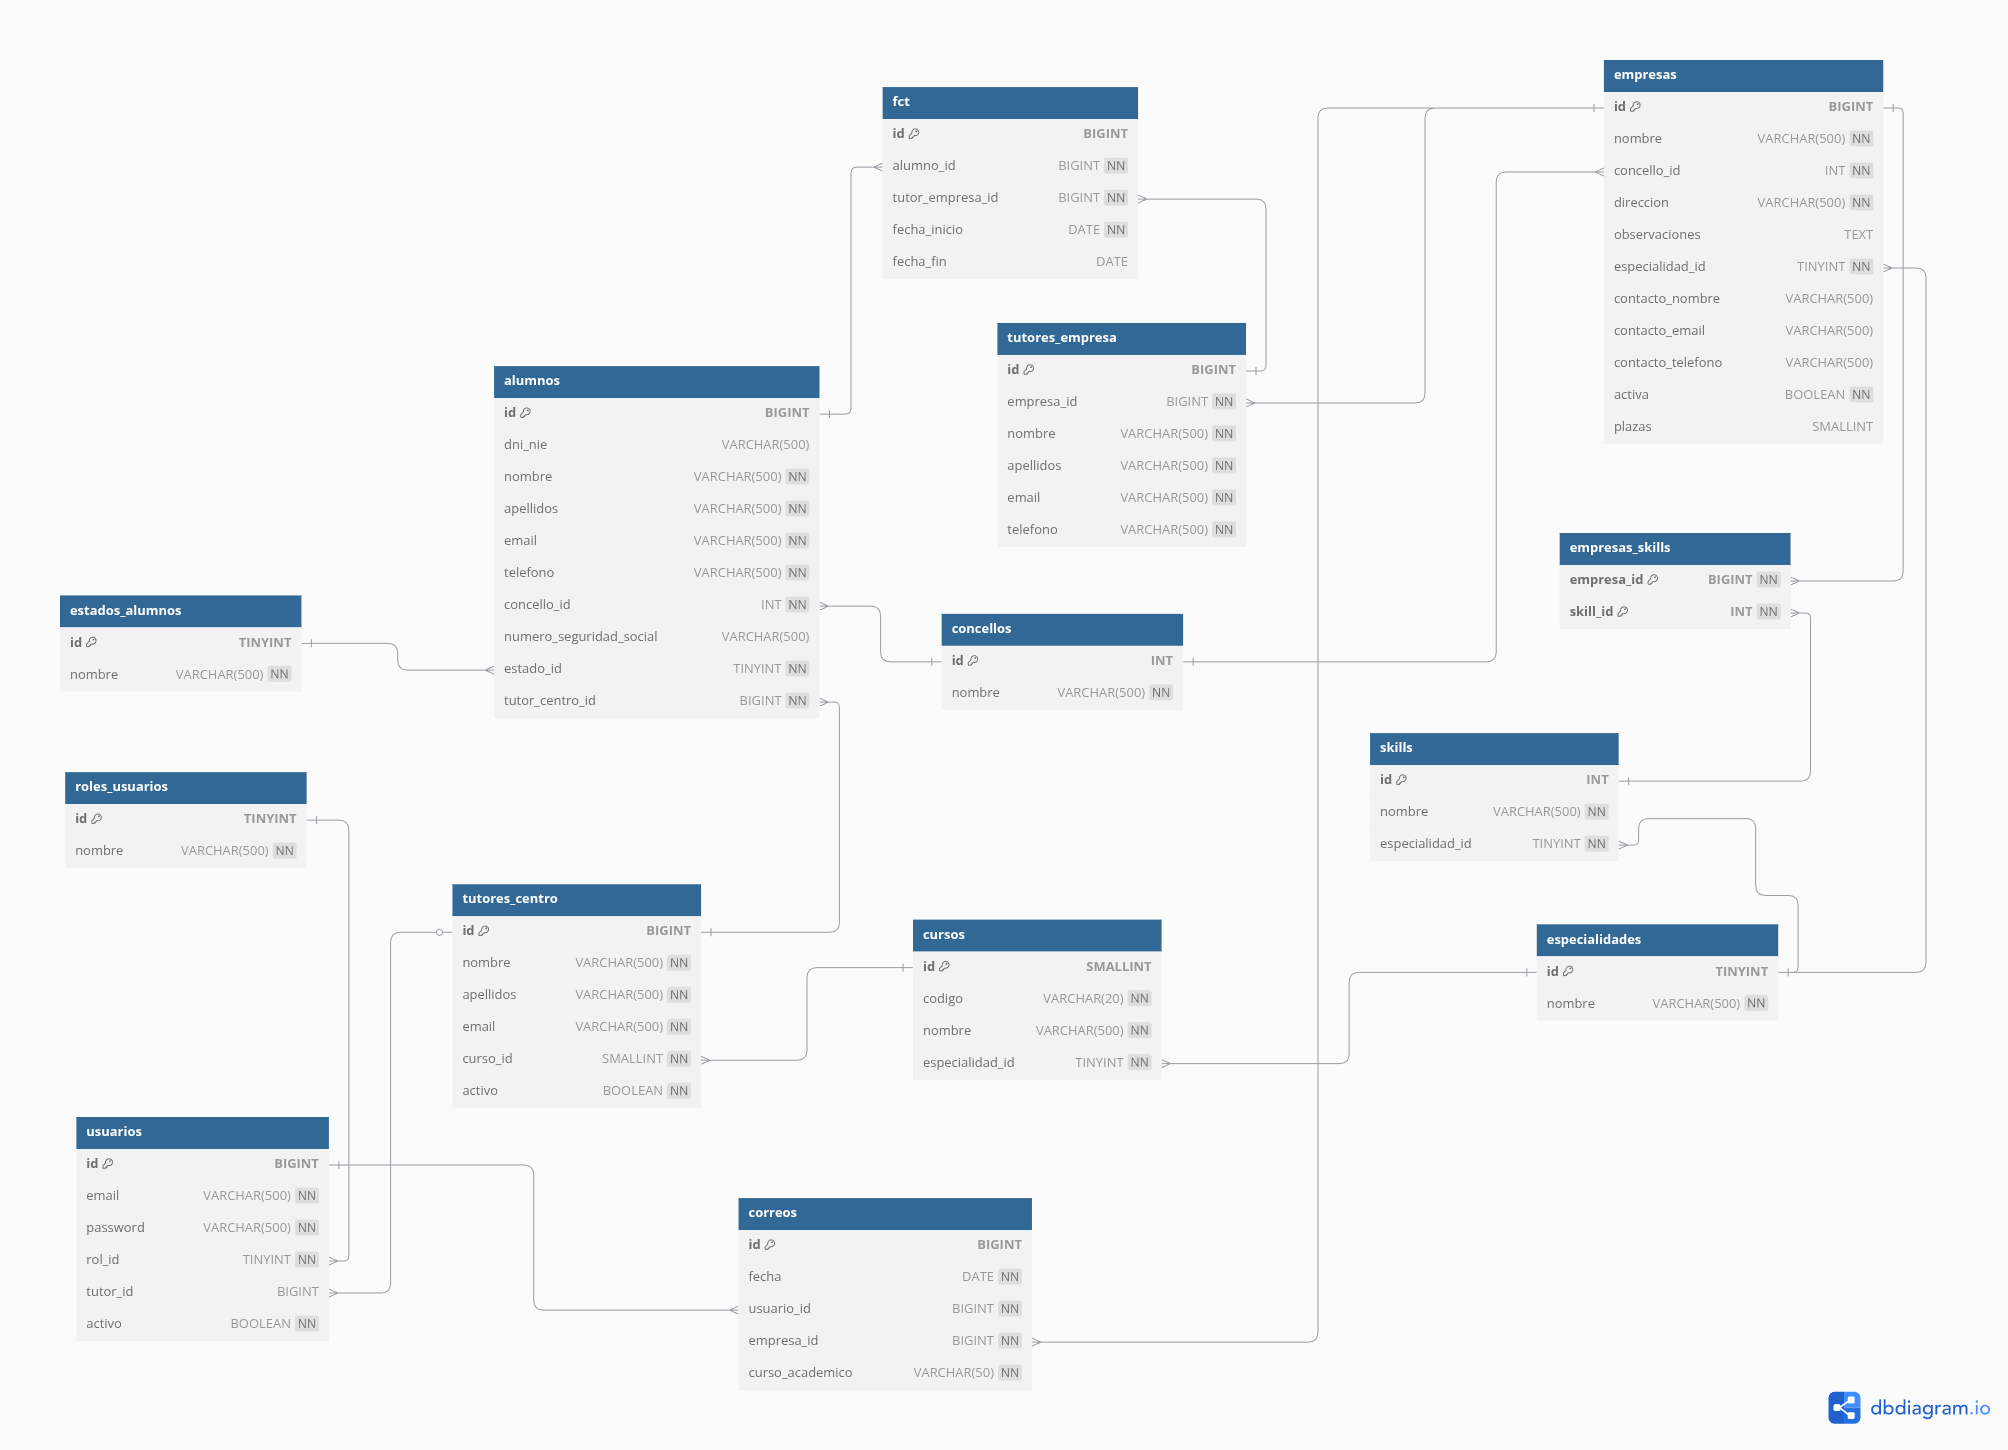 fct
id BIGINT
alumno_id BIGINT NN
tutor_empresa_id BIGINT NN
fecha_inicio DATE NN
fecha_fin DATE
empresas
id BIGINT
nombre VARCHAR(500) NN
concello_id INT NN
direccion VARCHAR(500) NN
observaciones TEXT
especialidad_id TINYINT NN
contacto_nombre VARCHAR(500)
contacto_email VARCHAR(500)
contacto_telefono VARCHAR(500)
activa BOOLEAN NN
plazas SMALLINT
tutores_empresa
id BIGINT
empresa_id BIGINT NN
nombre VARCHAR(500) NN
apellidos VARCHAR(500) NN
email VARCHAR(500) NN
telefono VARCHAR(500) NN
alumnos
id BIGINT
dni_nie VARCHAR(500)
nombre VARCHAR(500) NN
apellidos VARCHAR(500) NN
email VARCHAR(500) NN
telefono VARCHAR(500) NN
concello_id INT NN
numero_seguridad_social VARCHAR(500)
estado_id TINYINT NN
tutor_centro_id BIGINT NN
empresas_skills
empresa_id BIGINT NN
skill_id INT NN
estados_alumnos
id TINYINT
nombre VARCHAR(500) NN
concellos
id INT
nombre VARCHAR(500) NN
skills
id INT
nombre VARCHAR(500) NN
especialidad_id TINYINT NN
roles_usuarios
id TINYINT
nombre VARCHAR(500) NN
tutores_centro
id BIGINT
nombre VARCHAR(500) NN
apellidos VARCHAR(500) NN
email VARCHAR(500) NN
curso_id SMALLINT NN
activo BOOLEAN NN
cursos
id SMALLINT
codigo VARCHAR(20) NN
nombre VARCHAR(500) NN
especialidad_id TINYINT NN
especialidades
id TINYINT
nombre VARCHAR(500) NN
usuarios
id BIGINT
email VARCHAR(500) NN
password VARCHAR(500) NN
rol_id TINYINT NN
tutor_id BIGINT
activo BOOLEAN NN
correos
id BIGINT
fecha DATE NN
usuario_id BIGINT NN
empresa_id BIGINT NN
curso_academico VARCHAR(50) NN
dbdiagram.io